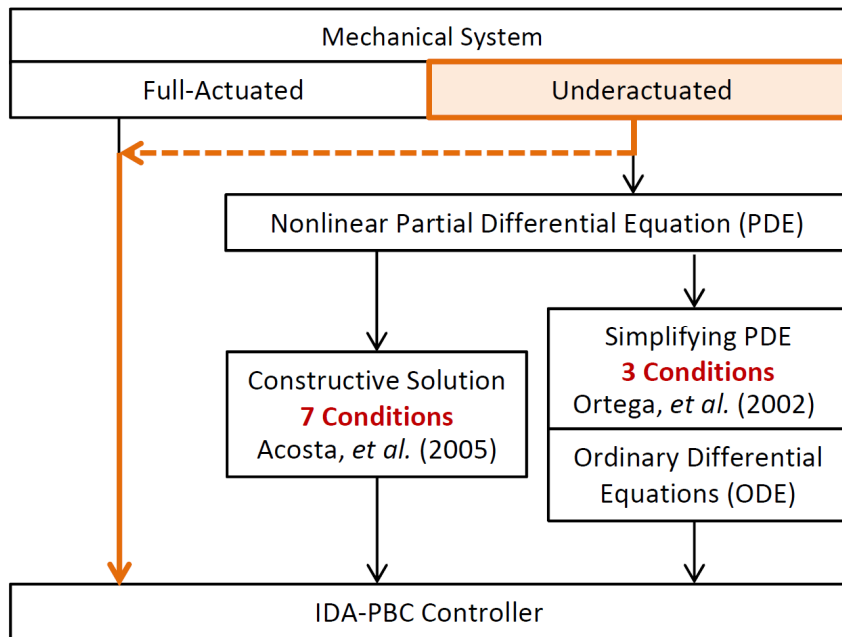 Mechanical System
Full-Actuated
Underactuated
Nonlinear Partial Differential Equation (PDE)
Constructive Solution
7 Conditions
Acosta, et al. (2005)
Simplifying PDE
3 Conditions
Ortega, et al. (2002)
Ordinary Differential
Equations (ODE)
IDA-PBC Controller